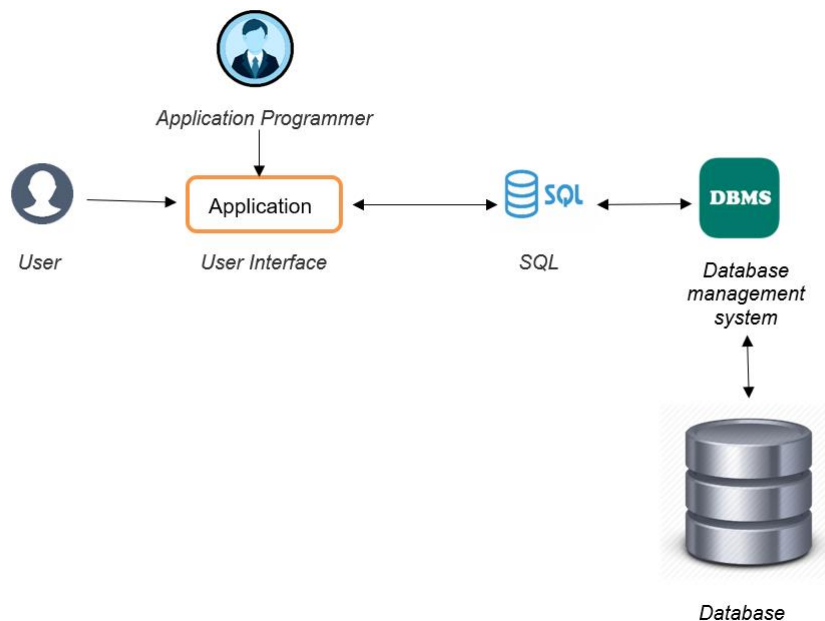 Application Programmer
Application
SQL
DBMS
User
User Interface
SQL
Database
management
system
Database